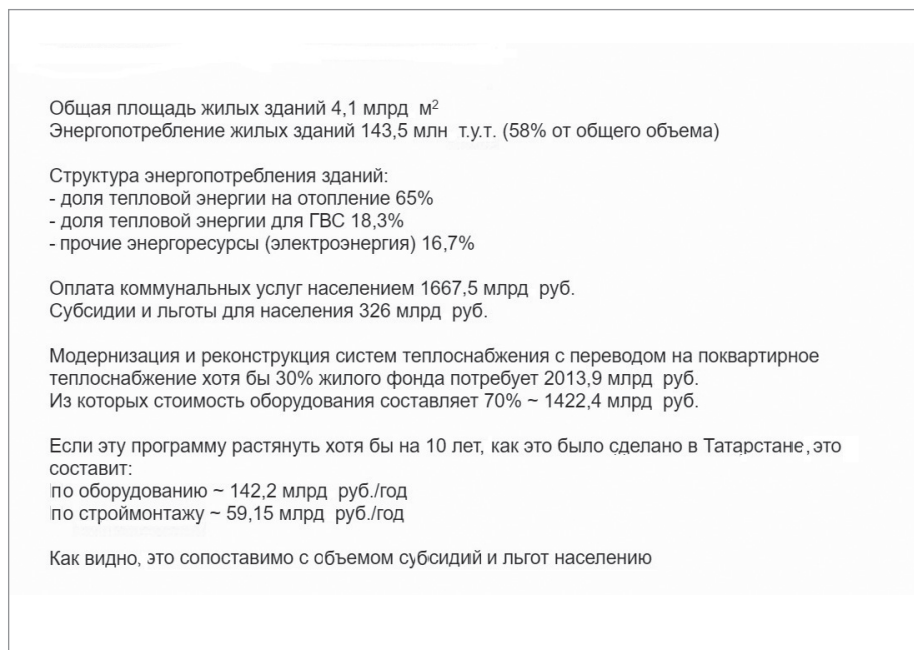 Общая площадь жилых зданий 4,1 млрд м²
Энергопотребление жилых зданий 143,5 млн т.у.т. (58% от общего объема)
Структура энергопотребления зданий:
- доля тепловой энергии на отопление 65%
- доля тепловой энергии для ГВС 18,3%
- прочие энергоресурсы (электроэнергия) 16,7%
Оплата коммунальных услуг населением 1667,5 млрд руб.
Субсидии и льготы для населения 326 млрд руб.
Модернизация и реконструкция систем теплоснабжения с переводом на поквартирное
теплоснабжение хотя бы 30% жилого фонда потребует 2013,9 млрд руб.
Из которых стоимость оборудования составляет 70% ~ 1422,4 млрд руб.
Если эту программу растянуть хотя бы на 10 лет, как это было сделано в Татарстане, это
составит:
по оборудованию ~ 142,2 млрд руб./год
по строймонтажу ~ 59,15 млрд руб./год
Как видно, это сопоставимо с объемом субсидий и льгот населению